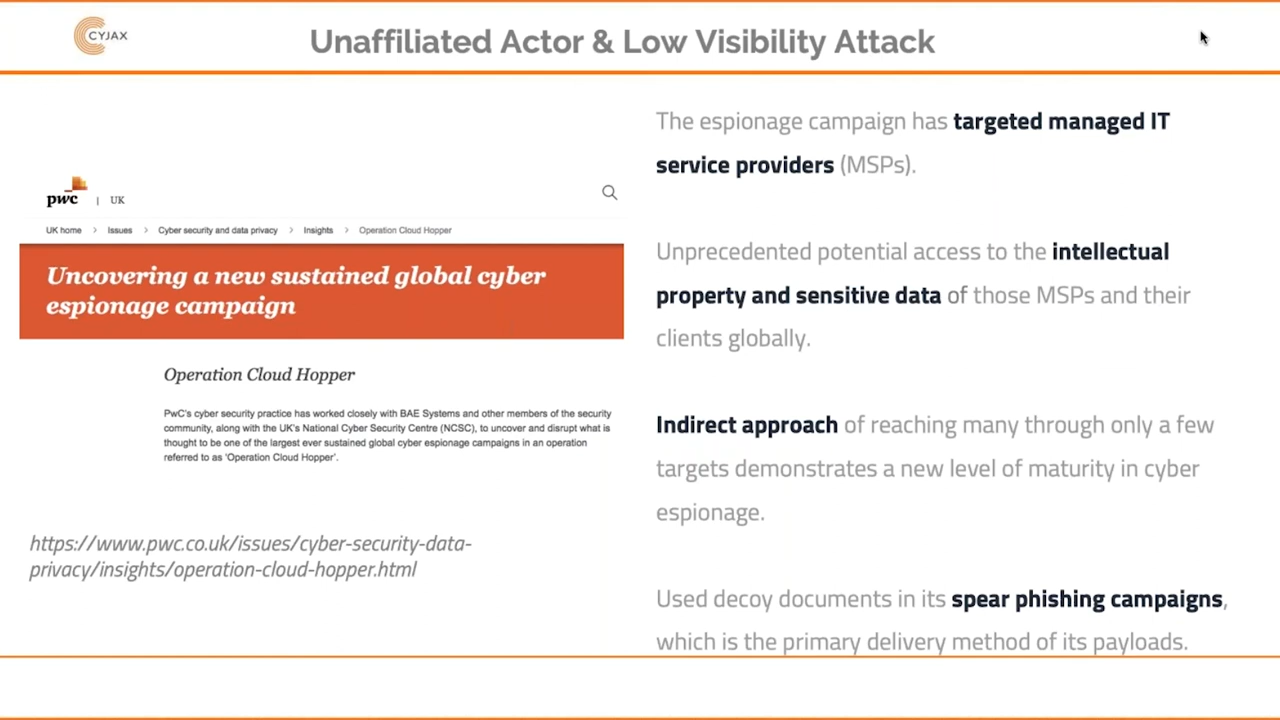 CYJAX
Unaffiliated Actor & Low Visibility Attack
pwc | UK
UK home > Issues > Cyber security and data privacy > Insights > Operation Cloud Hopper
Uncovering a new sustained global cyber
espionage campaign
Operation Cloud Hopper
PwC's cyber security practice has worked closely with BAE Systems and other members of the security
community, along with the UK's National Cyber Security Centre (NCSC), to uncover and disrupt what is
thought to be one of the largest ever sustained global cyber espionage campaigns in an operation
referred to as 'Operation Cloud Hopper'.
https://www.pwc.co.uk/issues/cyber-security-data-
privacy/insights/operation-cloud-hopper.html
The espionage campaign has targeted managed IT
service providers (MSPs).
Unprecedented potential access to the intellectual
property and sensitive data of those MSPs and their
clients globally.
Indirect approach of reaching many through only a few
targets demonstrates a new level of maturity in cyber
espionage.
Used decoy documents in its spear phishing campaigns,
which is the primary delivery method of its payloads.